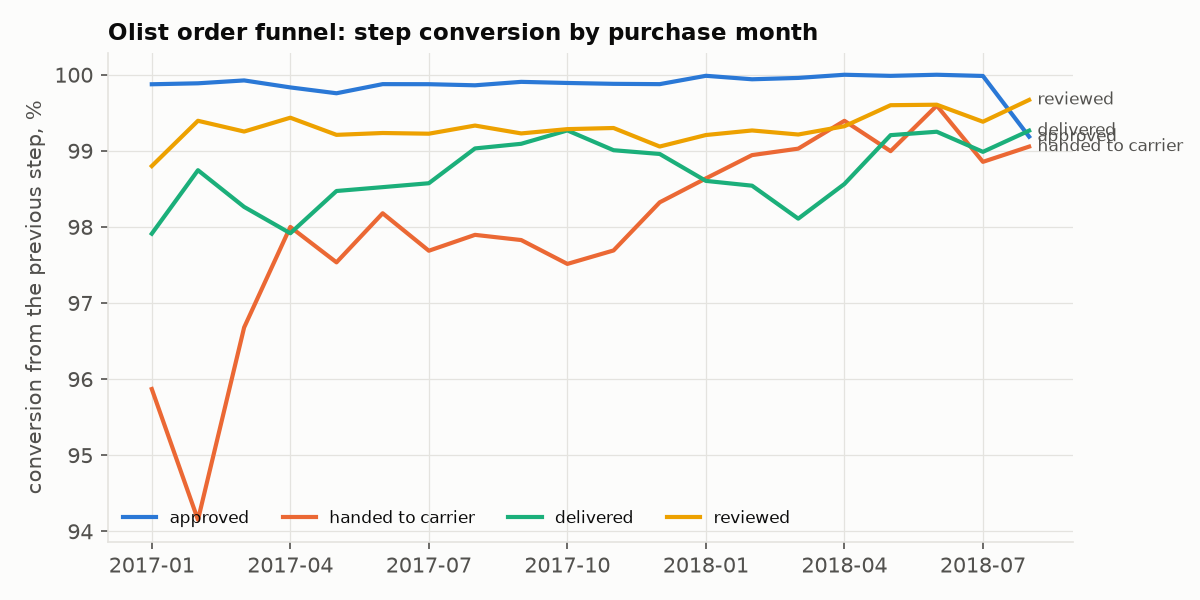 Olist order funnel: step conversion by purchase month
conversion from the previous step, %
100
99
98
97
96
95
94
reviewed
delivered
approved
handed to carrier
approved handed to carrier delivered reviewed
2017-01 2017-04 2017-07 2017-10 2018-01 2018-04 2018-07